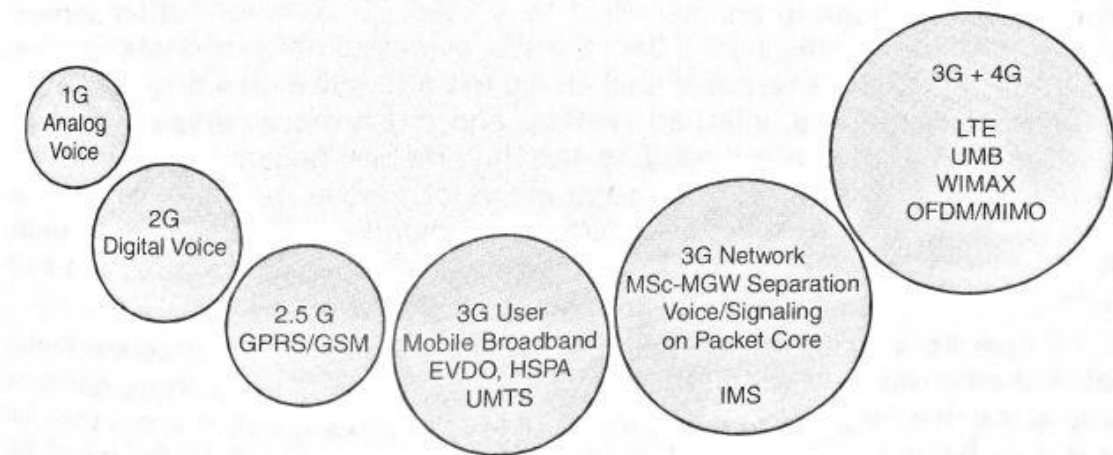 1G
Analog
Voice
2G
Digital Voice
2.5 G
GPRS/GSM
3G User
Mobile Broadband
EVDO, HSPA
UMTS
3G Network
MSc-MGW Separation
Voice/Signaling
on Packet Core
IMS
3G + 4G
LTE
UMB
WIMAX
OFDM/MIMO